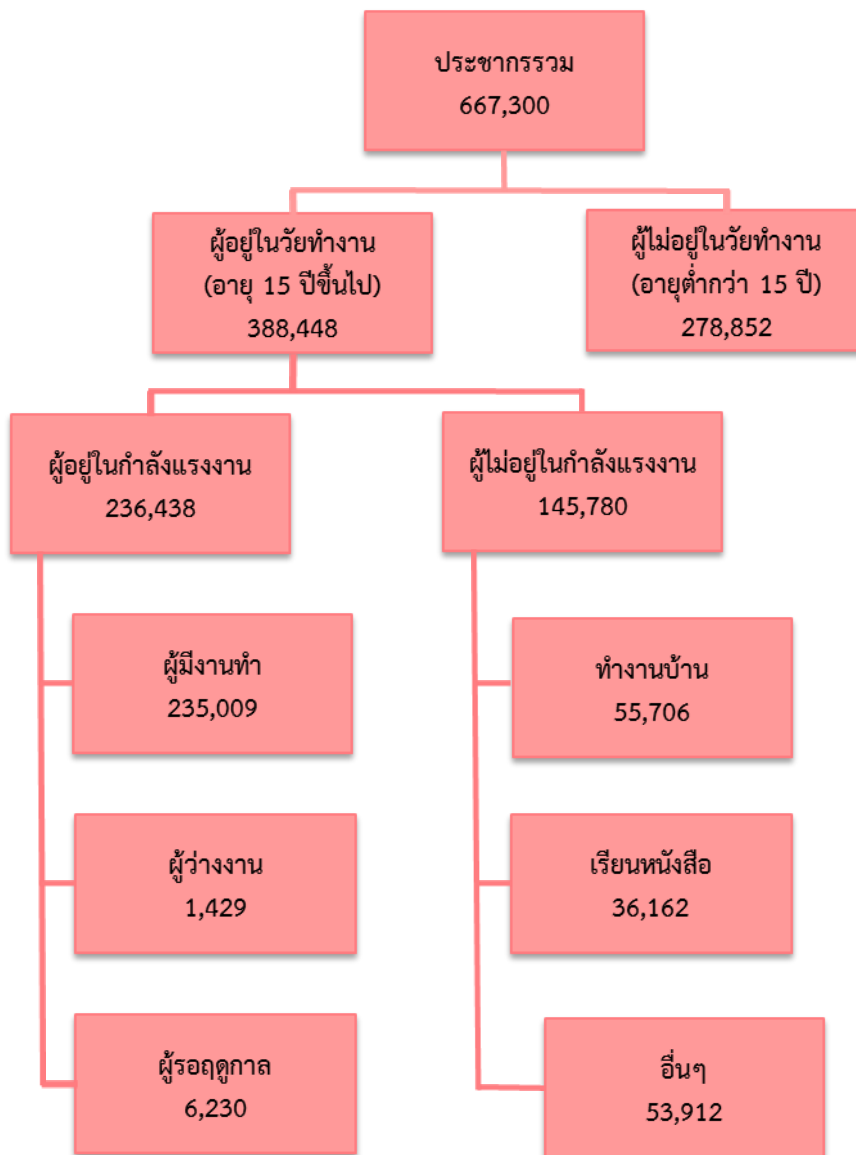 ประชากรรวม
667,300
ผู้อยู่ในวัยทำงาน
(อายุ 15 ปีขึ้นไป)
388,448
ผู้ไม่อยู่ในวัยทำงาน
(อายุต่ำกว่า 15 ปี)
278,852
ผู้อยู่ในกำลังแรงงาน
236,438
ผู้ไม่อยู่ในกำลังแรงงาน
145,780
ผู้มีงานทำ
235,009
ทำงานบ้าน
55,706
ผู้ว่างงาน
1,429
เรียนหนังสือ
36,162
ผู้รอฤดูกาล
6,230
อื่นๆ
53,912